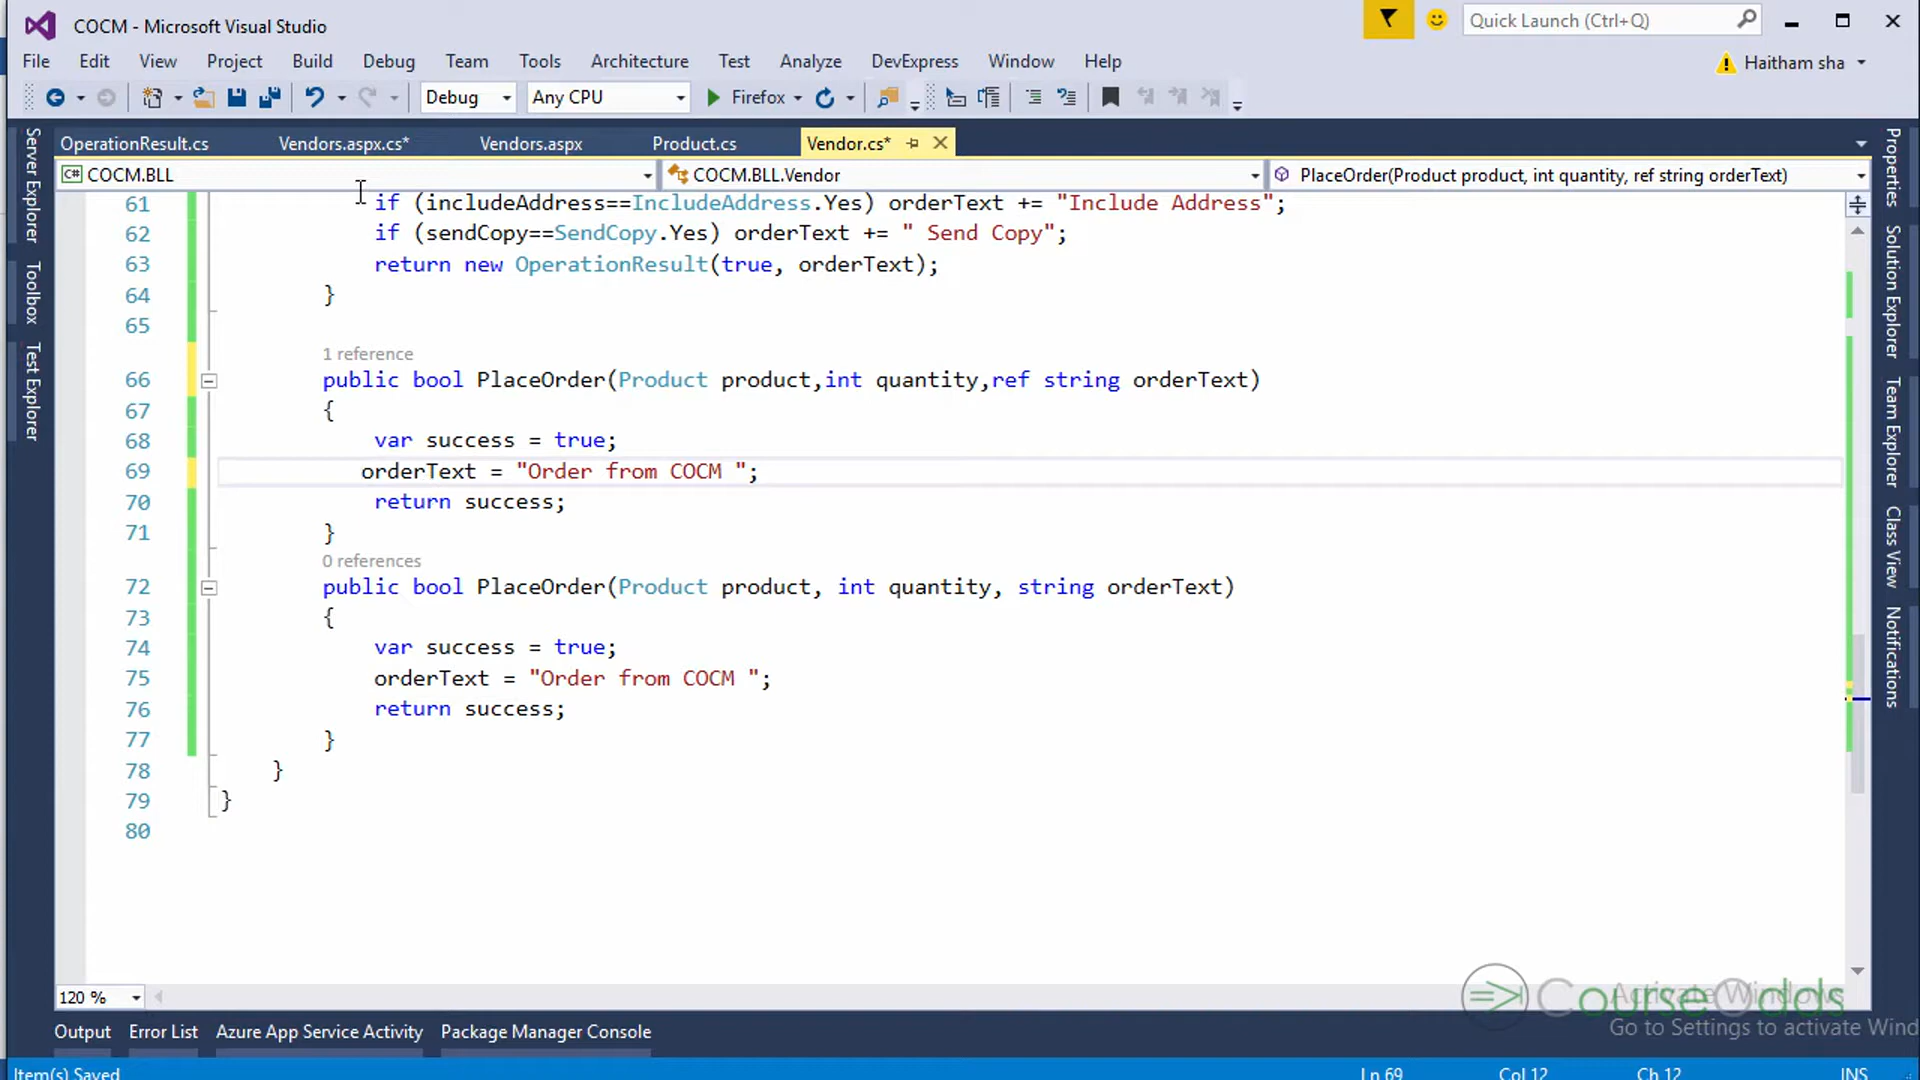 COCM - Microsoft Visual Studio
Quick Launch (Ctrl+Q)
File Edit View Project Build Debug Team Tools Architecture Test Analyze DevExpress Window Help
Haitham sha
Debug Any CPU Firefox
OperationResult.cs Vendors.aspx.cs* Vendors.aspx Product.cs Vendor.cs*
C# COCM.BLL COCM.BLL.Vendor PlaceOrder(Product product, int quantity, ref string orderText)
61 if (includeAddress==IncludeAddress.Yes) orderText += "Include Address";
62 if (sendCopy==SendCopy.Yes) orderText += " Send Copy";
63 return new OperationResult(true, orderText);
64 }
65
1 reference
66 public bool PlaceOrder(Product product,int quantity,ref string orderText)
67 {
68 var success = true;
69 orderText = "Order from COCM ";
70 return success;
71 }
0 references
72 public bool PlaceOrder(Product product, int quantity, string orderText)
73 {
74 var success = true;
75 orderText = "Order from COCM ";
76 return success;
77 }
78 }
79 }
80
Server Explorer
Toolbox
Test Explorer
Properties
Solution Explorer
Team Explorer
Class View
Notifications
120 %
CourseOdds
Activate Windows
Go to Settings to activate Wind
Output Error List Azure App Service Activity Package Manager Console
Item(s) Saved Ln 69 Col 12 Ch 12 INS